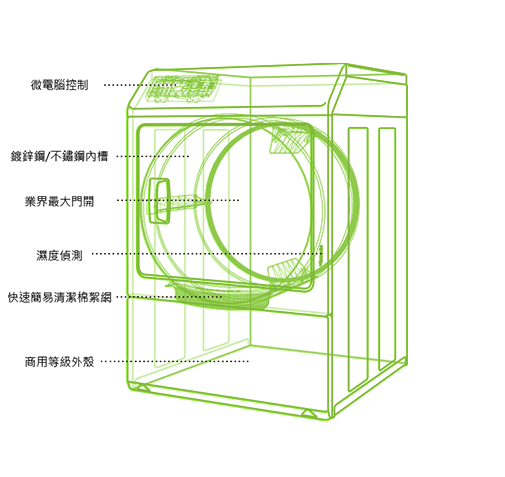 微電腦控制
鍍鋅鋼/不鏽鋼內槽
業界最大門開
濕度偵測
快速簡易清潔棉絮網
商用等級外殼